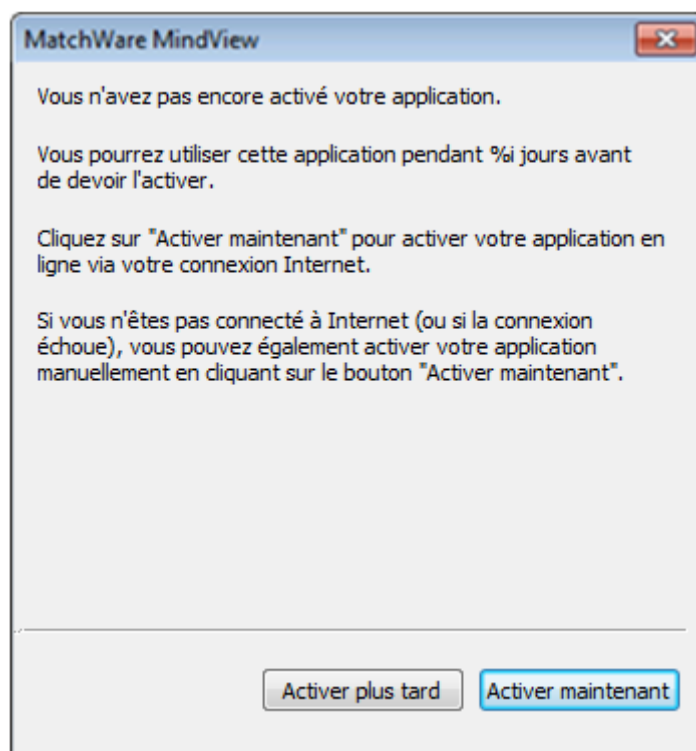 MatchWare MindView
Vous n'avez pas encore activé votre application.
Vous pourrez utiliser cette application pendant %i jours avant
de devoir l'activer.
Cliquez sur "Activer maintenant" pour activer votre application en
ligne via votre connexion Internet.
Si vous n'êtes pas connecté à Internet (ou si la connexion
échoue), vous pouvez également activer votre application
manuellement en cliquant sur le bouton "Activer maintenant".
Activer plus tard
Activer maintenant